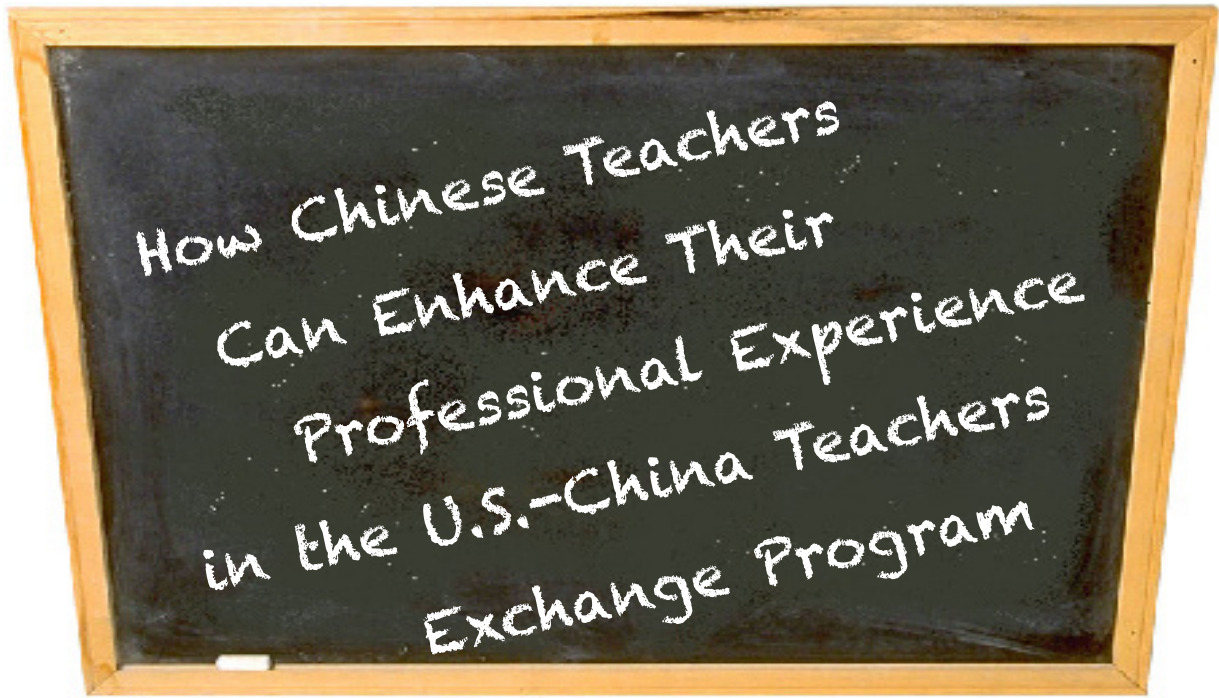 How Chinese Teachers
Can Enhance Their
Professional Experience
in the U.S.-China Teachers
Exchange Program